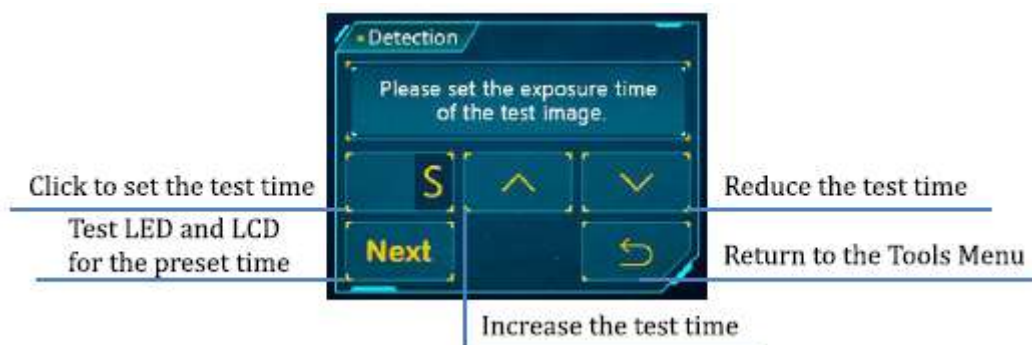 Detection
Please set the exposure time
of the test image.
S
Click to set the test time
Reduce the test time
Test LED and LCD
for the preset time
Next
Return to the Tools Menu
Increase the test time